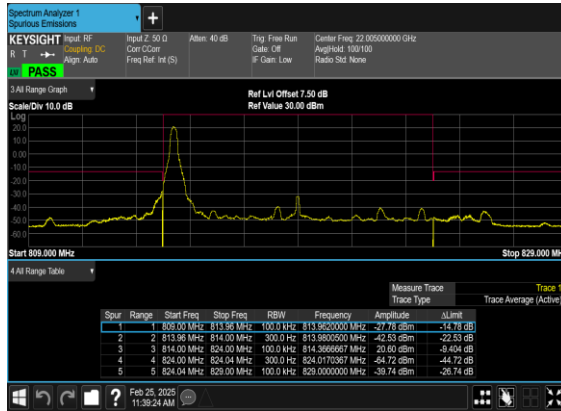 Spectrum Analyzer 1
Spurious Emissions
+
KEYSIGHT Input: RF Input Z: 50 Ω Atten: 40 dB Trig: Free Run Center Freq: 22.005000000 GHz
R T Coupling: DC Corr CCorr Gate: Off Avg|Hold: 100/100
Align: Auto Freq Ref: Int (S) IF Gain: Low Radio Std: None
PASS
3 All Range Graph Ref Lvl Offset 7.50 dB
Scale/Div 10.0 dB Ref Value 30.00 dBm
Log
20.0
10.0
0.00
-10.0
-20.0
-30.0
-40.0
-50.0
-60.0
Start 809.000 MHz Stop 829.000 MHz
4 All Range Table
Measure Trace Trace 1
Trace Type Trace Average (Active)
Spur Range Start Freq Stop Freq RBW Frequency Amplitude ΔLimit
1 1 809.00 MHz 813.96 MHz 100.0 kHz 813.9620000 MHz -27.78 dBm -14.78 dB
2 2 813.96 MHz 814.00 MHz 300.0 Hz 813.9800500 MHz -42.53 dBm -22.53 dB
3 3 814.00 MHz 824.00 MHz 100.0 kHz 814.3666667 MHz 20.60 dBm -9.404 dB
4 4 824.00 MHz 824.04 MHz 300.0 Hz 824.0170367 MHz -64.72 dBm -44.72 dB
5 5 824.04 MHz 829.00 MHz 100.0 kHz 829.0000000 MHz -39.74 dBm -26.74 dB
? Feb 25, 2025
11:39:24 AM